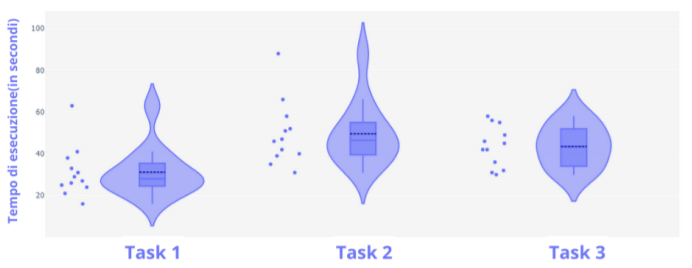 Tempo di esecuzione(in secondi)
100
80
60
40
20
Task 1
Task 2
Task 3